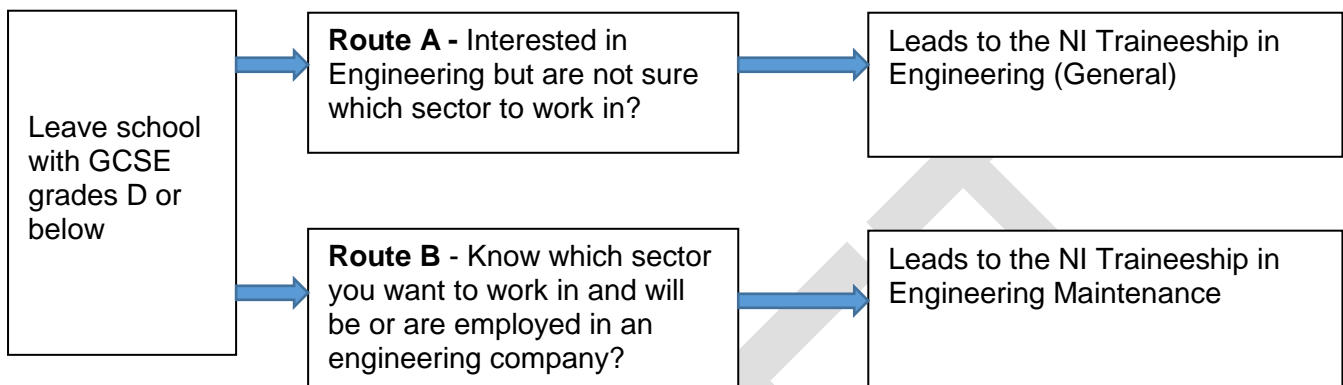 Leave school
with GCSE
grades D or
below
Route A - Interested in
Engineering but are not sure
which sector to work in?
Leads to the NI Traineeship in
Engineering (General)
Route B - Know which sector
you want to work in and will
be or are employed in an
engineering company?
Leads to the NI Traineeship in
Engineering Maintenance